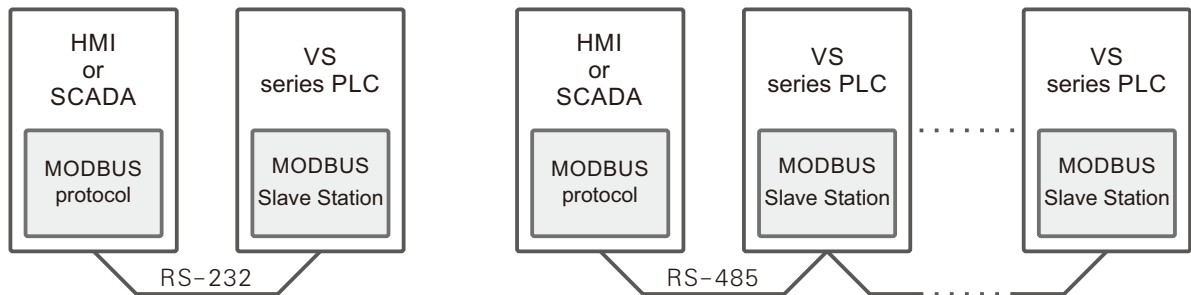 HMI
or
SCADA
MODBUS
protocol
VS
series PLC
MODBUS
Slave Station
RS-232
HMI
or
SCADA
MODBUS
protocol
VS
series PLC
MODBUS
Slave Station
VS
series PLC
MODBUS
Slave Station
RS-485